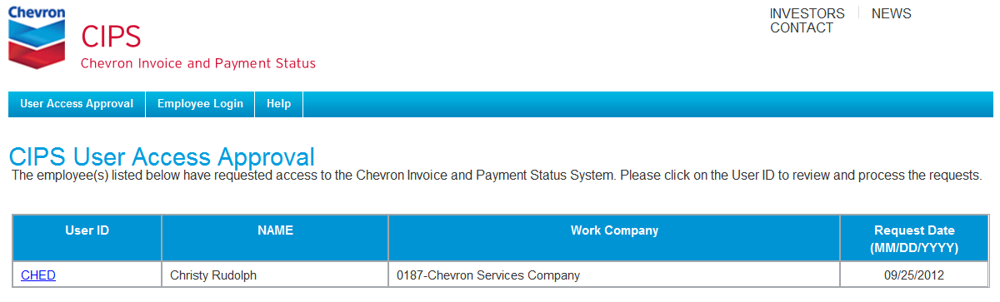 Chevron
CIPS
Chevron Invoice and Payment Status
INVESTORS NEWS
CONTACT
User Access Approval Employee Login Help
CIPS User Access Approval
The employee(s) listed below have requested access to the Chevron Invoice and Payment Status System. Please click on the User ID to review and process the requests.
User ID NAME Work Company Request Date
(MM/DD/YYYY)
CHED Christy Rudolph 0187-Chevron Services Company 09/25/2012